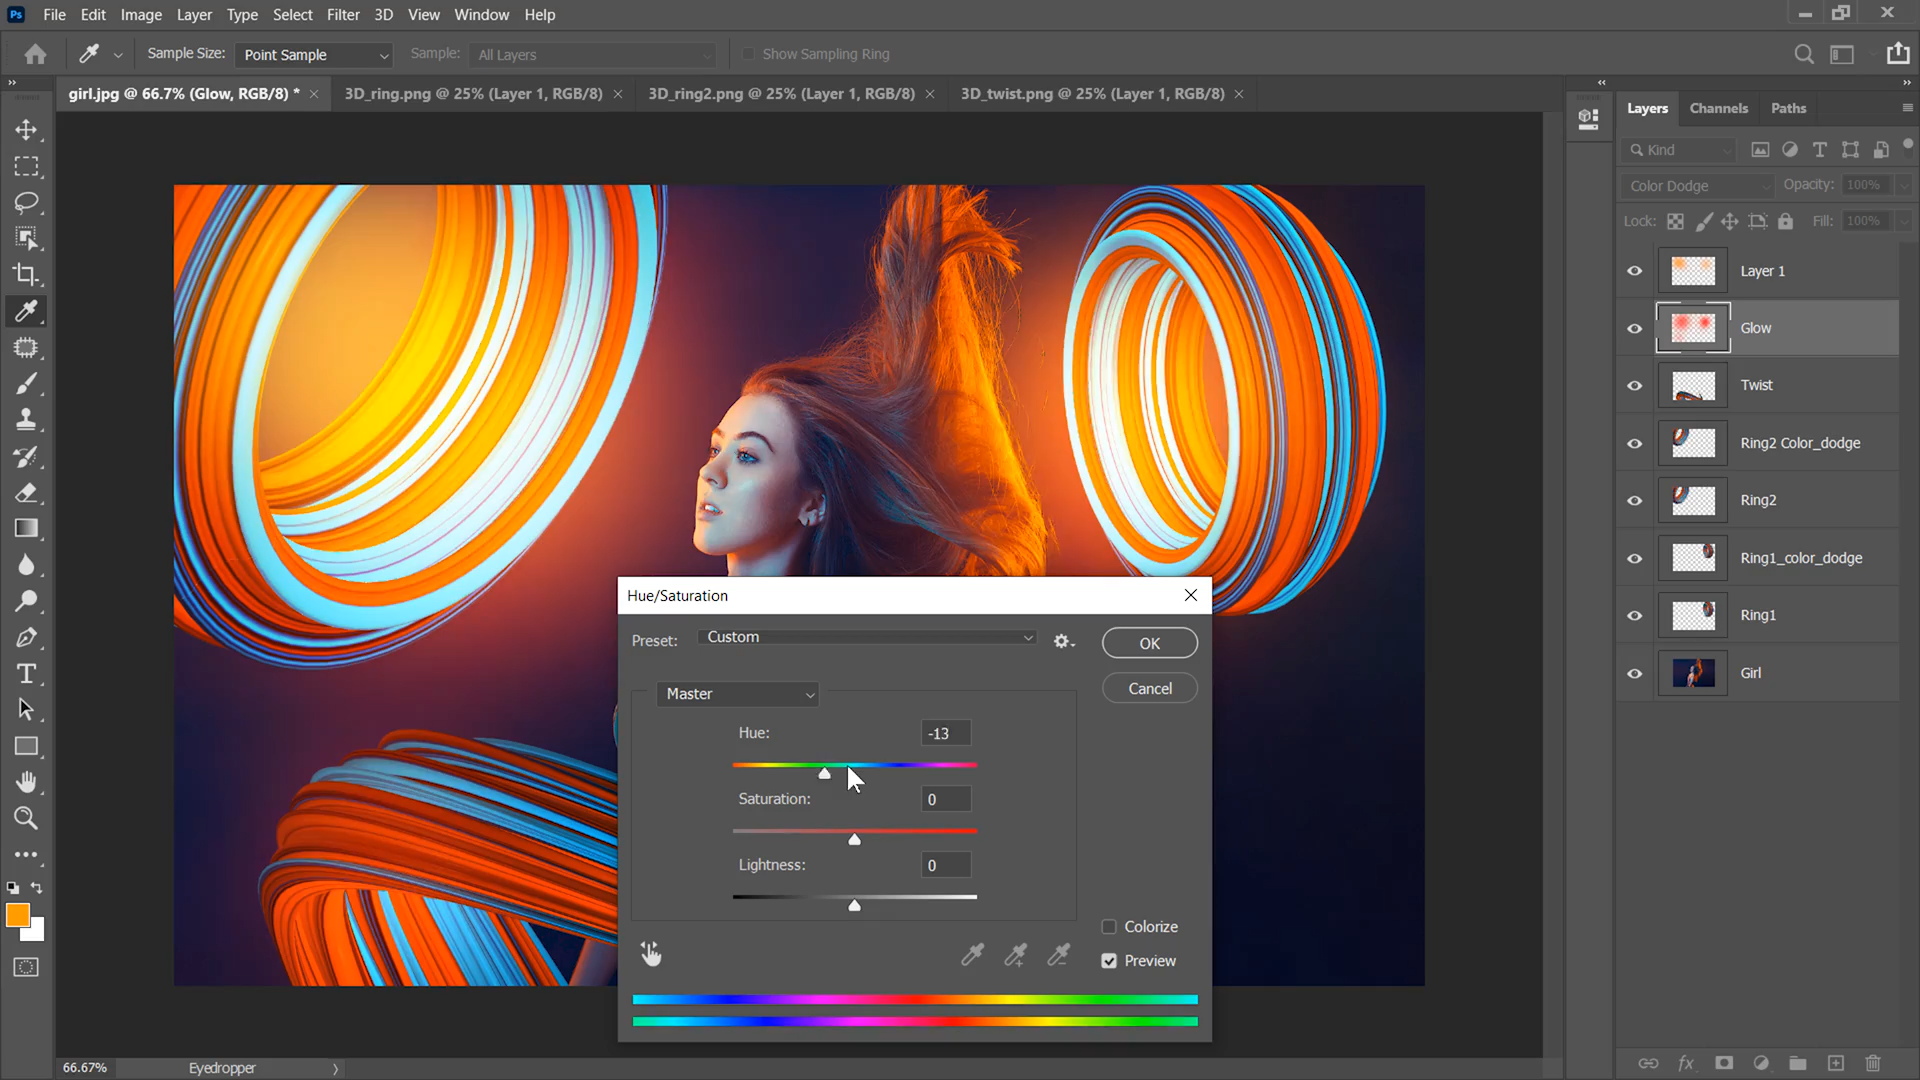 Ps File Edit Image Layer Type Select Filter 3D View Window Help
Sample Size: Point Sample Sample: All Layers Show Sampling Ring
girl.jpg @ 66.7% (Glow, RGB/8) * 3D_ring.png @ 25% (Layer 1, RGB/8) 3D_ring2.png @ 25% (Layer 1, RGB/8) 3D_twist.png @ 25% (Layer 1, RGB/8)
Layers Channels Paths
Kind
Color Dodge Opacity: 100%
Lock: Fill: 100%
Layer 1
Glow
Twist
Ring2 Color_dodge
Ring2
Ring1_color_dodge
Ring1
Girl
Hue/Saturation
Preset: Custom
OK
Cancel
Master
Hue: -13
Saturation: 0
Lightness: 0
Colorize
Preview
66.67% Eyedropper